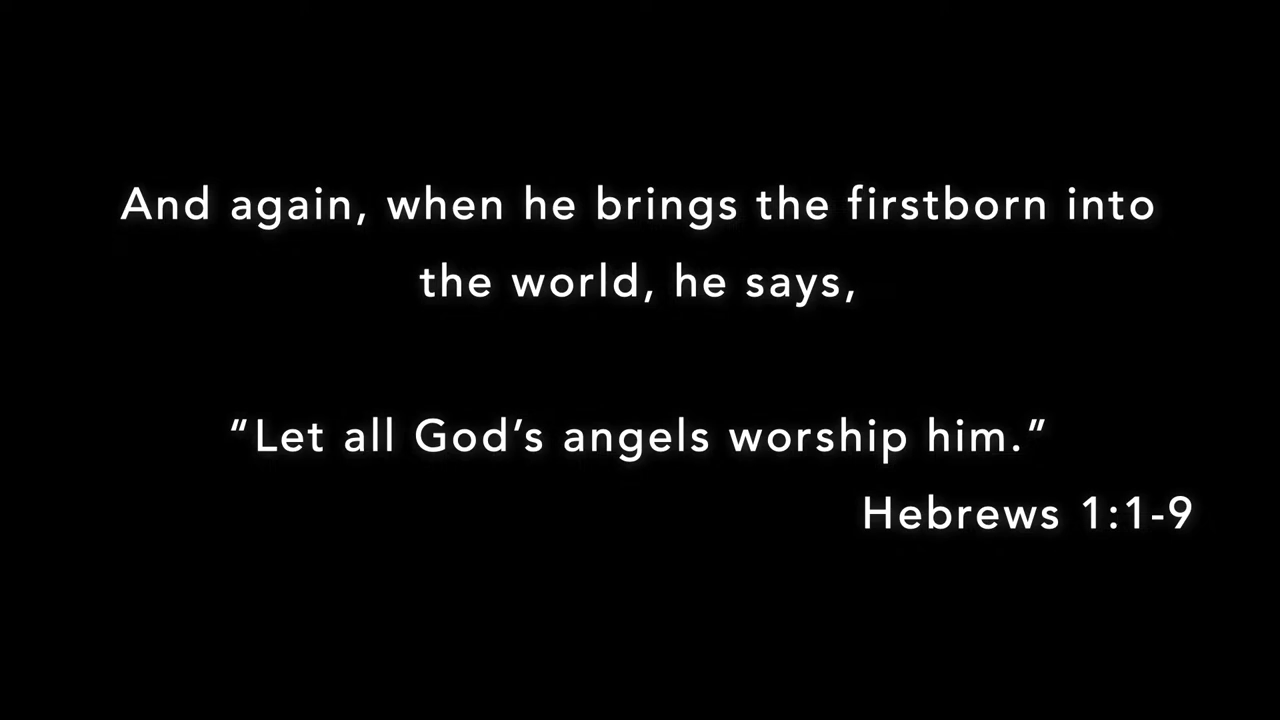 And again, when he brings the firstborn into
the world, he says,
“Let all God’s angels worship him.”
Hebrews 1:1-9